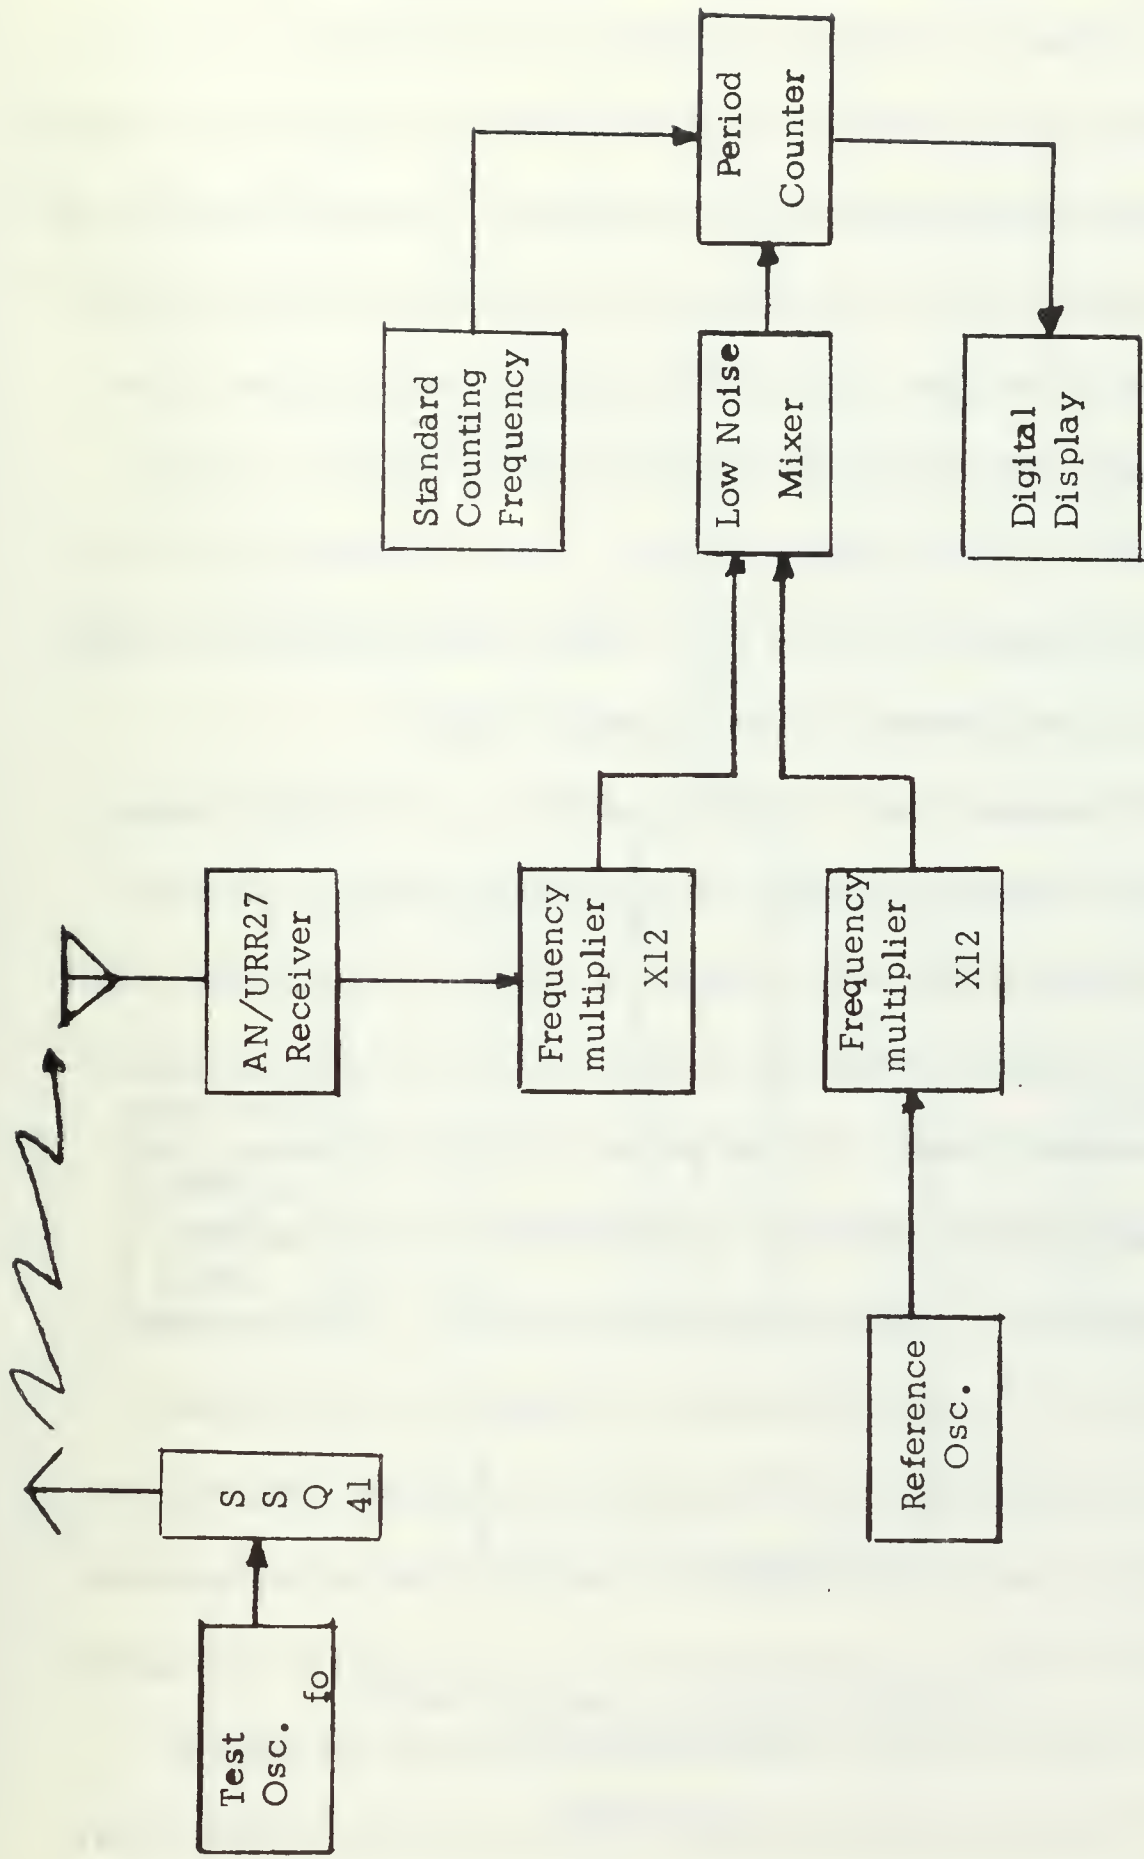 Test
Osc.
fo
S
S
Q
41
AN/URR27
Receiver
Frequency
multiplier
X12
Reference
Osc.
Frequency
multiplier
X12
Low Noise
Mixer
Standard
Counting
Frequency
Period
Counter
Digital
Display